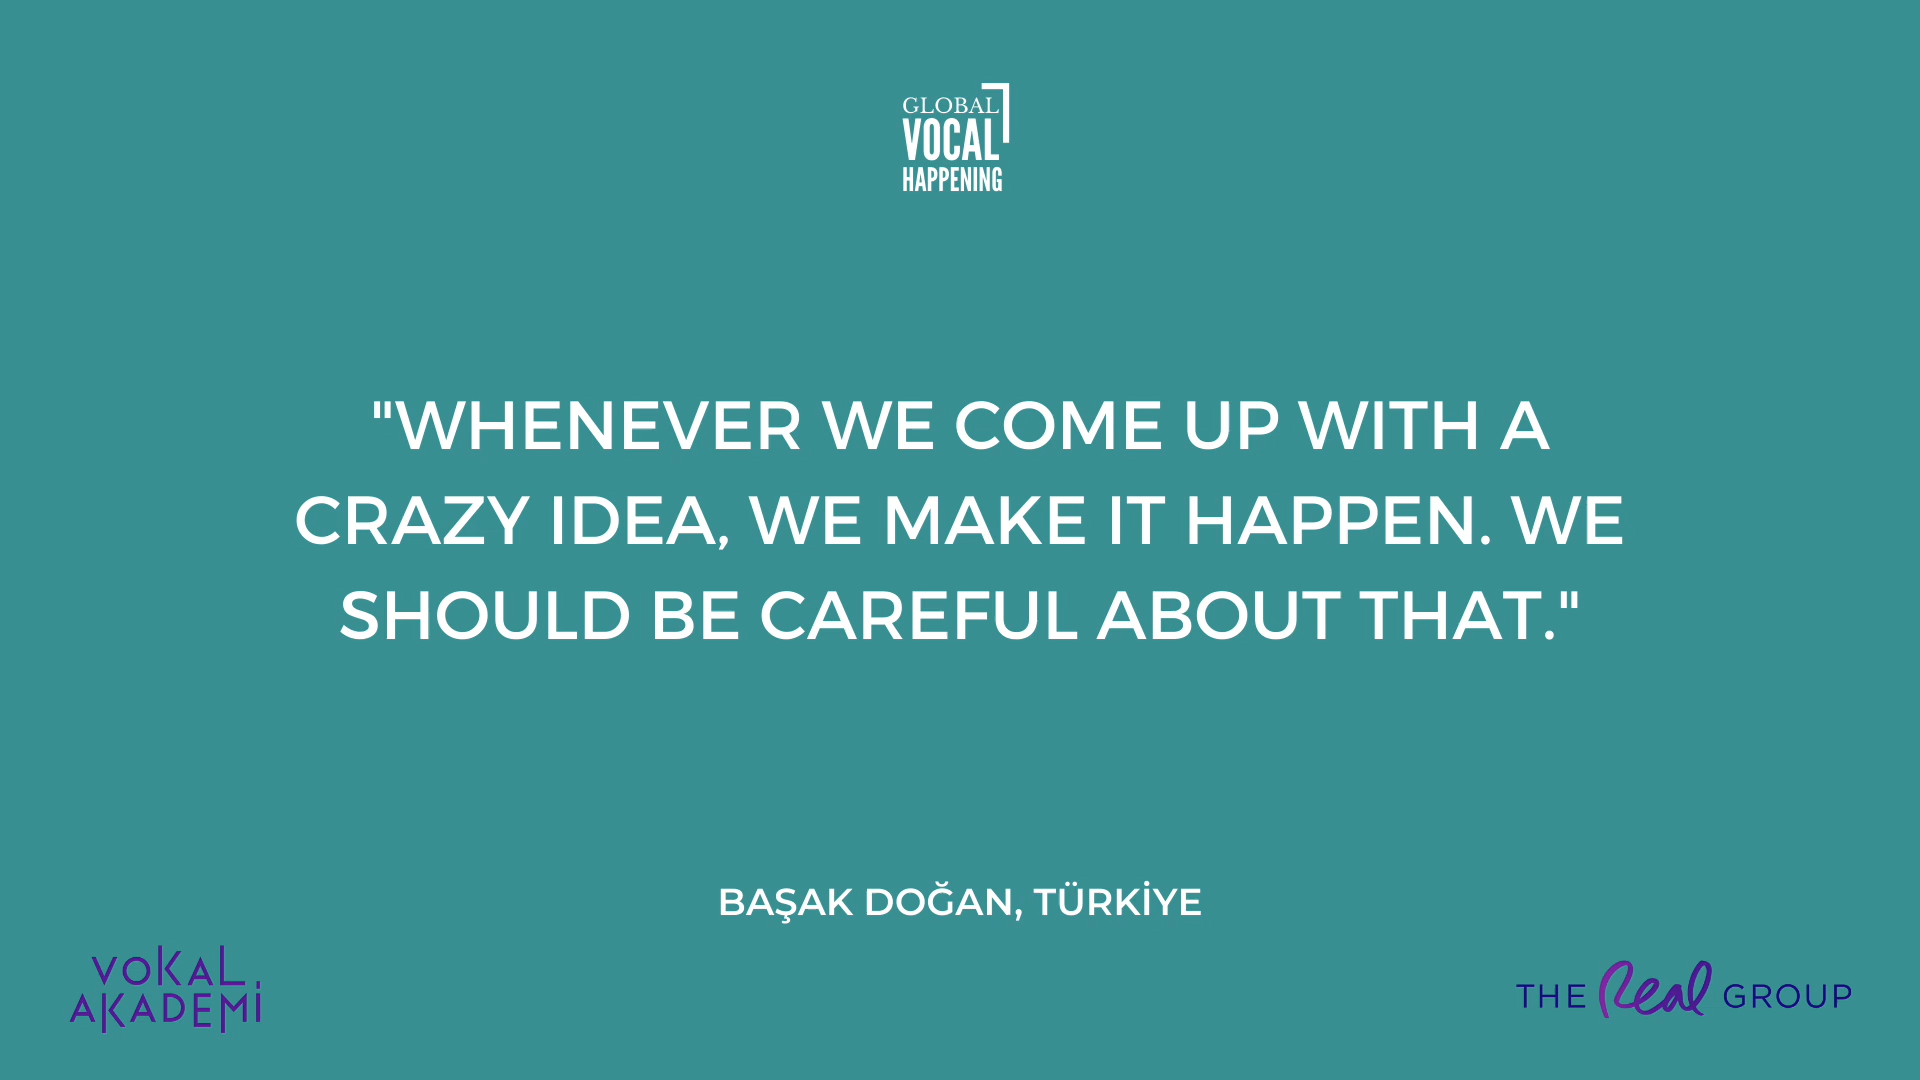 GLOBAL
VOCAL
HAPPENING
"WHENEVER WE COME UP WITH A
CRAZY IDEA, WE MAKE IT HAPPEN. WE
SHOULD BE CAREFUL ABOUT THAT."
BAŞAK DOĞAN, TÜRKİYE
VOKAL
AKADEMİ
THE Real GROUP